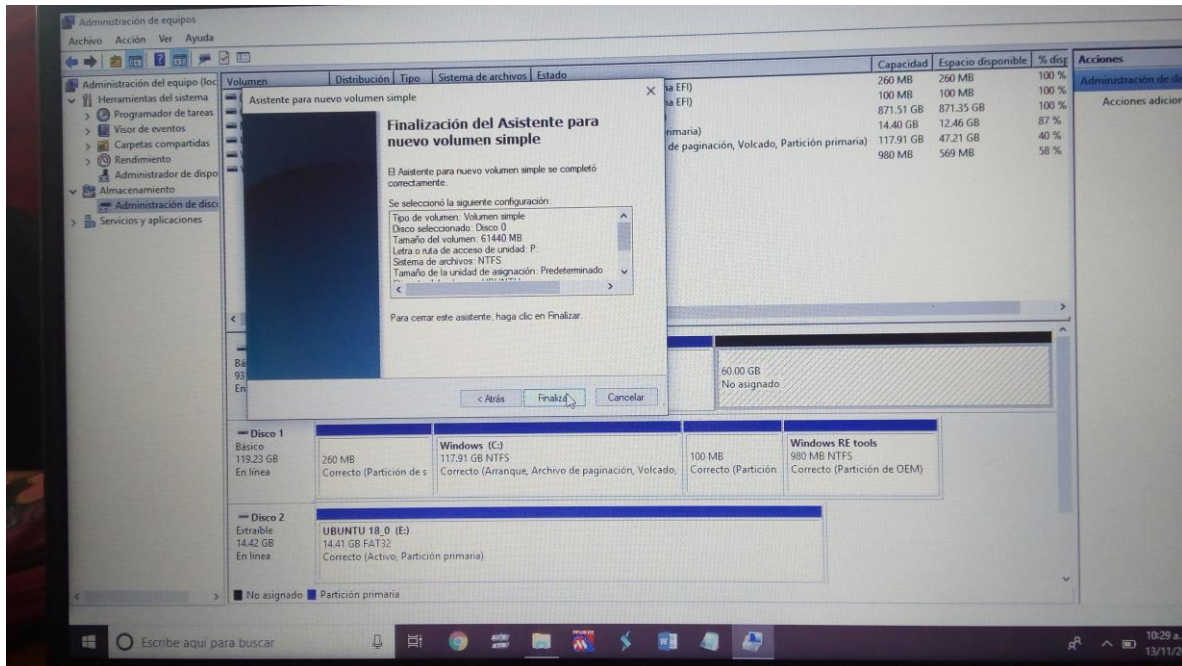 Administración de equipos
Archivo Acción Ver Ayuda
Administración del equipo (loc
Herramientas del sistema
Programador de tareas
Visor de eventos
Carpetas compartidas
Rendimiento
Administrador de dispo
Almacenamiento
Administración de disc
Servicios y aplicaciones
Volumen Distribución Tipo Sistema de archivos Estado Capacidad Espacio disponible % disp
a EFI) 260 MB 260 MB 100 %
a EFI) 100 MB 100 MB 100 %
871.51 GB 871.35 GB 100 %
rimaria) 14.40 GB 12.46 GB 87 %
de paginación, Volcado, Partición primaria) 117.91 GB 47.21 GB 40 %
980 MB 569 MB 58 %
Acciones
Administración de di
Acciones adicion
Asistente para nuevo volumen simple
Finalización del Asistente para
nuevo volumen simple
El Asistente para nuevo volumen simple se completó
correctamente.
Se seleccionó la siguiente configuración:
Tipo de volumen: Volumen simple
Disco seleccionado: Disco 0
Tamaño del volumen: 61440 MB
Letra o ruta de acceso de unidad: P:
Sistema de archivos: NTFS
Tamaño de la unidad de asignación: Predeterminado
Para cerrar este asistente, haga clic en Finalizar.
< Atrás Finaliza Cancelar
Bá
93
En
60.00 GB
No asignado
Disco 1
Básico
119.23 GB
En línea
260 MB
Correcto (Partición de s
Windows (C:)
117.91 GB NTFS
Correcto (Arranque, Archivo de paginación, Volcado,
100 MB
Correcto (Partición
Windows RE tools
980 MB NTFS
Correcto (Partición de OEM)
Disco 2
Extraíble
14.42 GB
En línea
UBUNTU 18_0 (E:)
14.41 GB FAT32
Correcto (Activo, Partición primaria)
No asignado Partición primaria
Escribe aquí para buscar
10:29 a.
13/11/2